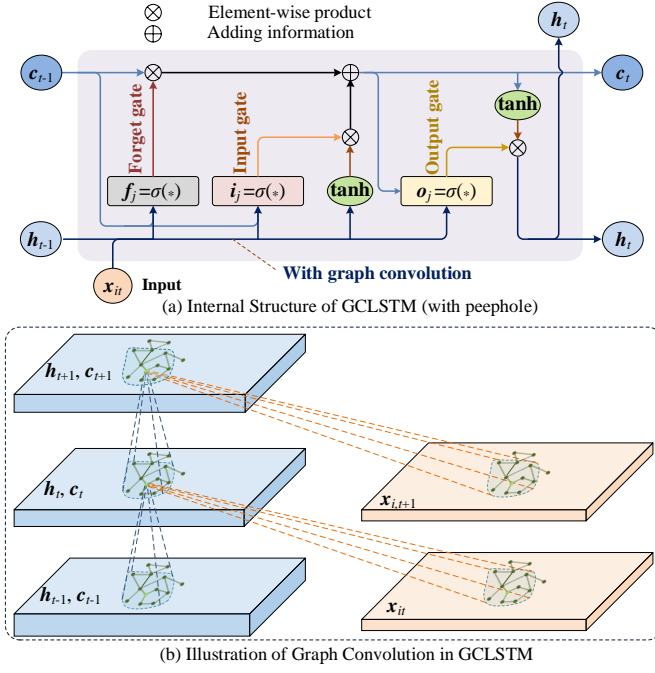 ⊗ Element-wise product
⊕ Adding information
h_t
c_{t-1}
c_t
Forget gate
Input gate
Output gate
tanh
f_j=σ(*)
i_j=σ(*)
tanh
o_j=σ(*)
h_{t-1}
h_t
x_{it}
Input
With graph convolution
(a) Internal Structure of GCLSTM (with peephole)
h_{t+1}, c_{t+1}
h_t, c_t
x_{i,t+1}
h_{t-1}, c_{t-1}
x_{it}
(b) Illustration of Graph Convolution in GCLSTM